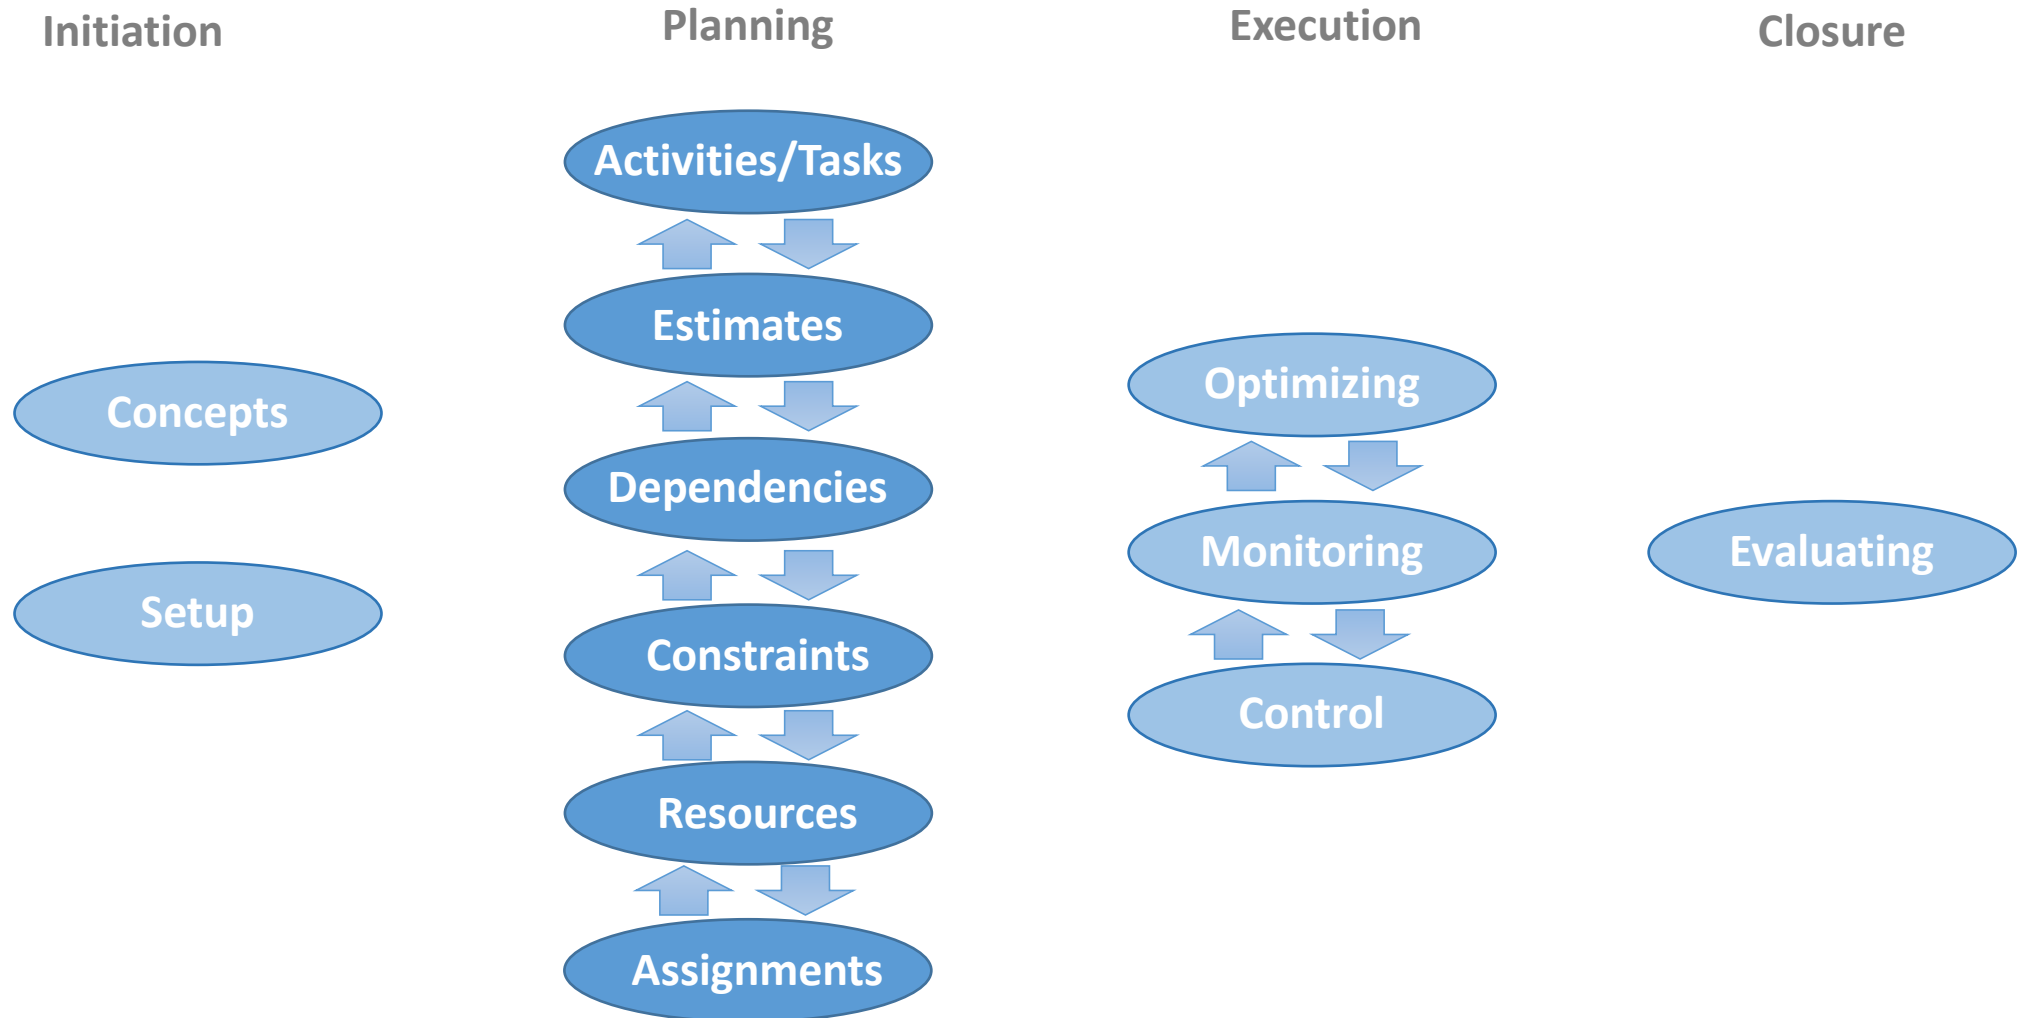 Initiation
Planning
Execution
Closure
Concepts
Setup
Activities/Tasks
Estimates
Dependencies
Constraints
Resources
Assignments
Optimizing
Monitoring
Control
Evaluating